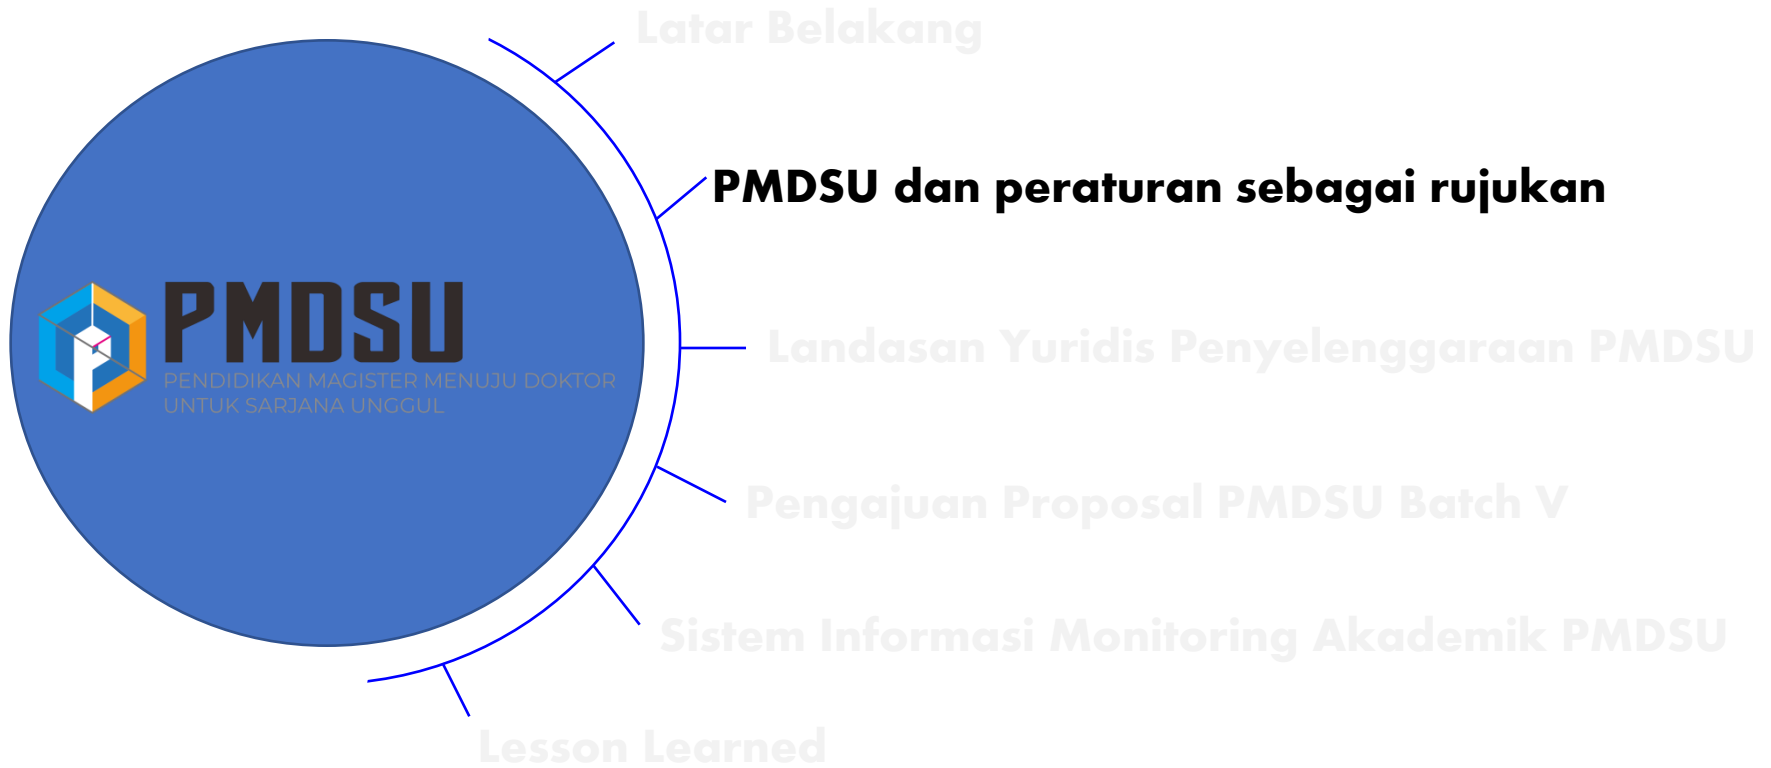 Latar Belakang
PMDSU dan peraturan sebagai rujukan
PMDSU
PENDIDIKAN MAGISTER MENUJU DOKTOR
UNTUK SARJANA UNGGUL
Landasan Yuridis Penyelenggaraan PMDSU
Pengajuan Proposal PMDSU Batch V
Sistem Informasi Monitoring Akademik PMDSU
Lesson Learned